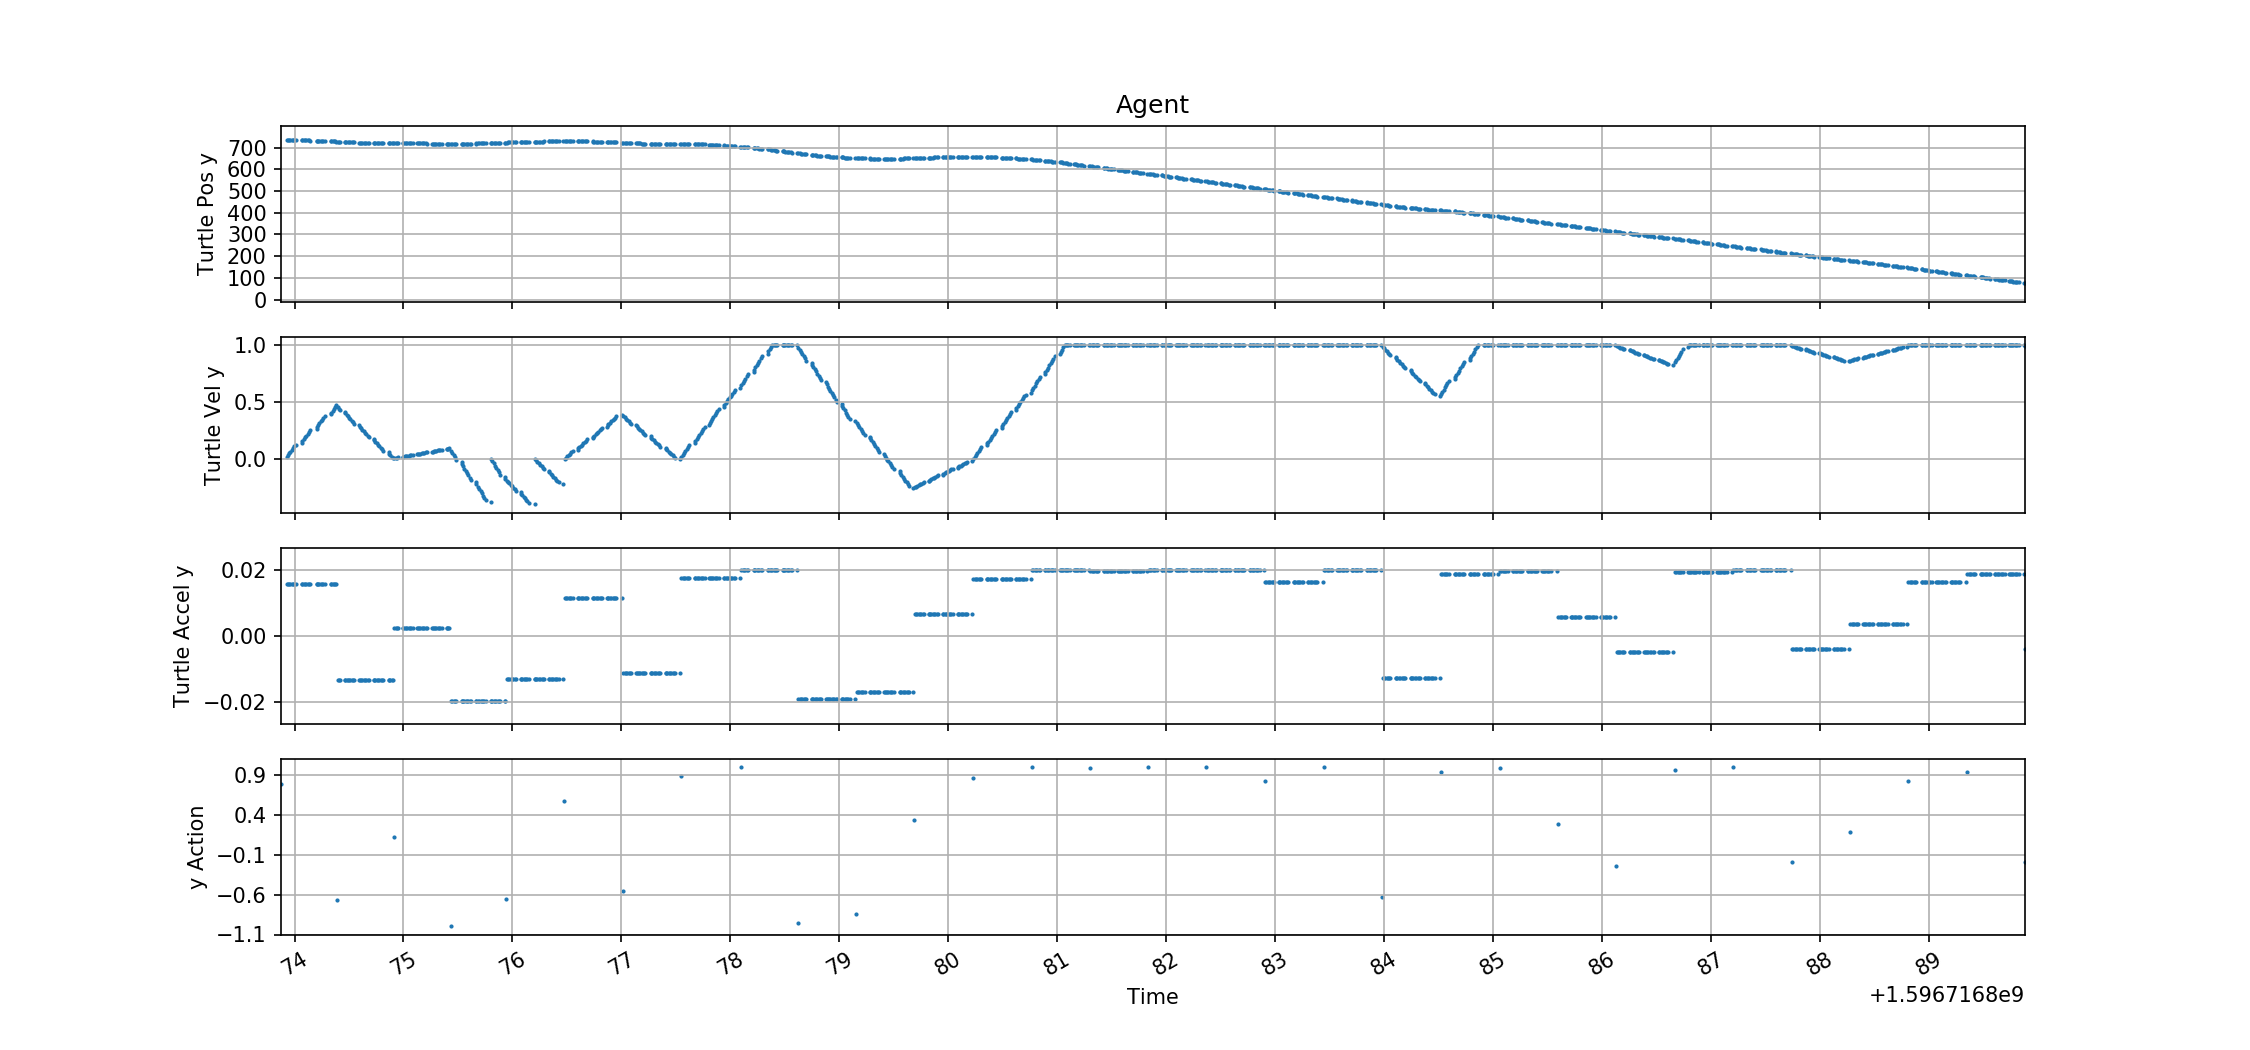 Agent
Turtle Pos y
700
600
500
400
300
200
100
0
Turtle Vel y
1.0
0.5
0.0
Turtle Accel y
0.02
0.00
−0.02
y Action
0.9
0.4
−0.1
−0.6
−1.1
74 75 76 77 78 79 80 81 82 83 84 85 86 87 88 89
Time
+1.5967168e9